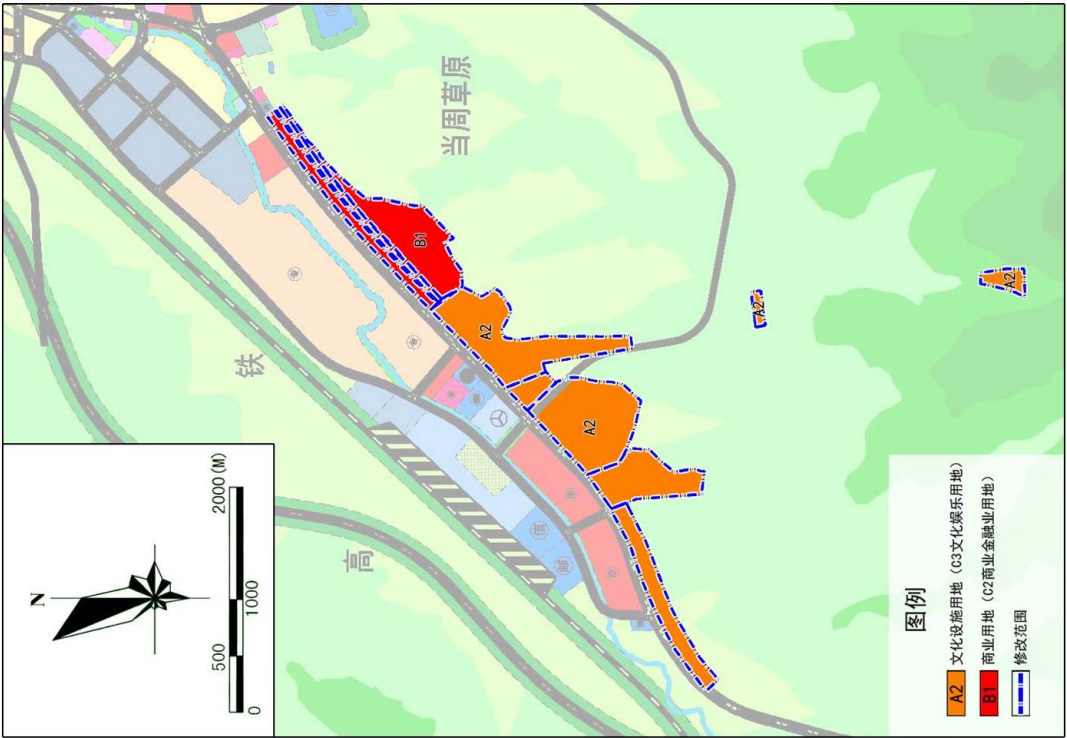 N
0 500 1000 2000(M)
当周草原
铁
高
B1
A2
A2
A2
A2
信
邮
图例
A2 文化设施用地（C3文化娱乐用地）
B1 商业用地（C2商业金融业用地）
修改范围